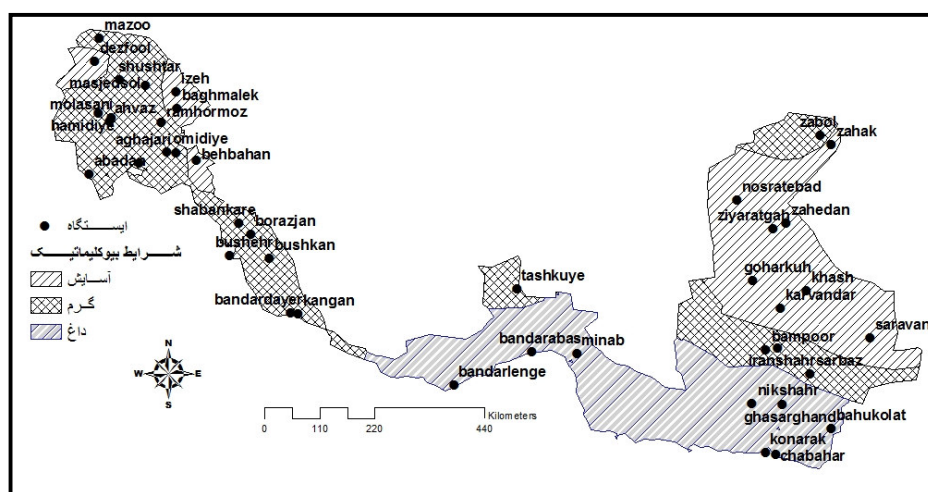 mazoo
dezfool
shushtar
masjedsol
izeh
baghmalek
molasani
ahvaz
ramhormoz
hamidiye
aghajari
omidiye
behbahan
abadan
zabol
zahak
nosratebad
shabankare
borazjan
ziyaratgah
zahedan
ایستگاه
bushehr
bushkan
شرایط بیوکلیماتیک
tashkuye
goharkuh
khash
آسایش
bandardayer
kangan
karvandar
گرم
saravan
داغ
bandarabas
minab
bampoor
iranshahr
sarbaz
N
W
E
S
bandarlenge
nikshahr
ghasarghand
bahukolat
Kilometers
0
110
220
440
konarak
chabahar